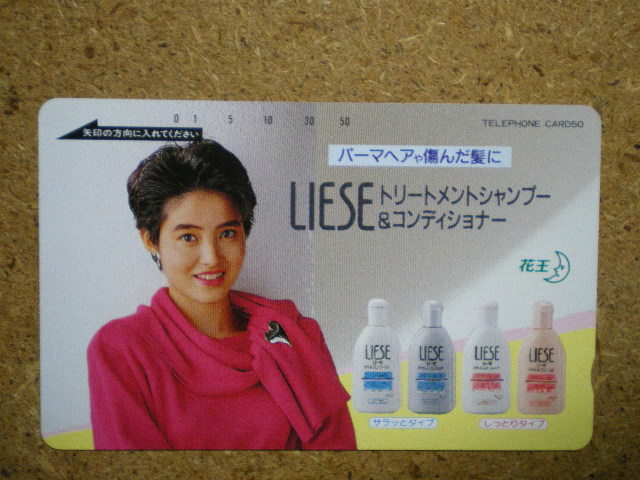 0 1 5 10 30 50
TELEPHONE CARD50
矢印の方向に入れてください
パーマヘアや傷んだ髪に
LIESE トリートメントシャンプー
&コンディショナー
花王
LIESE LIESE LIESE LIESE
サラッとタイプ しっとりタイプ